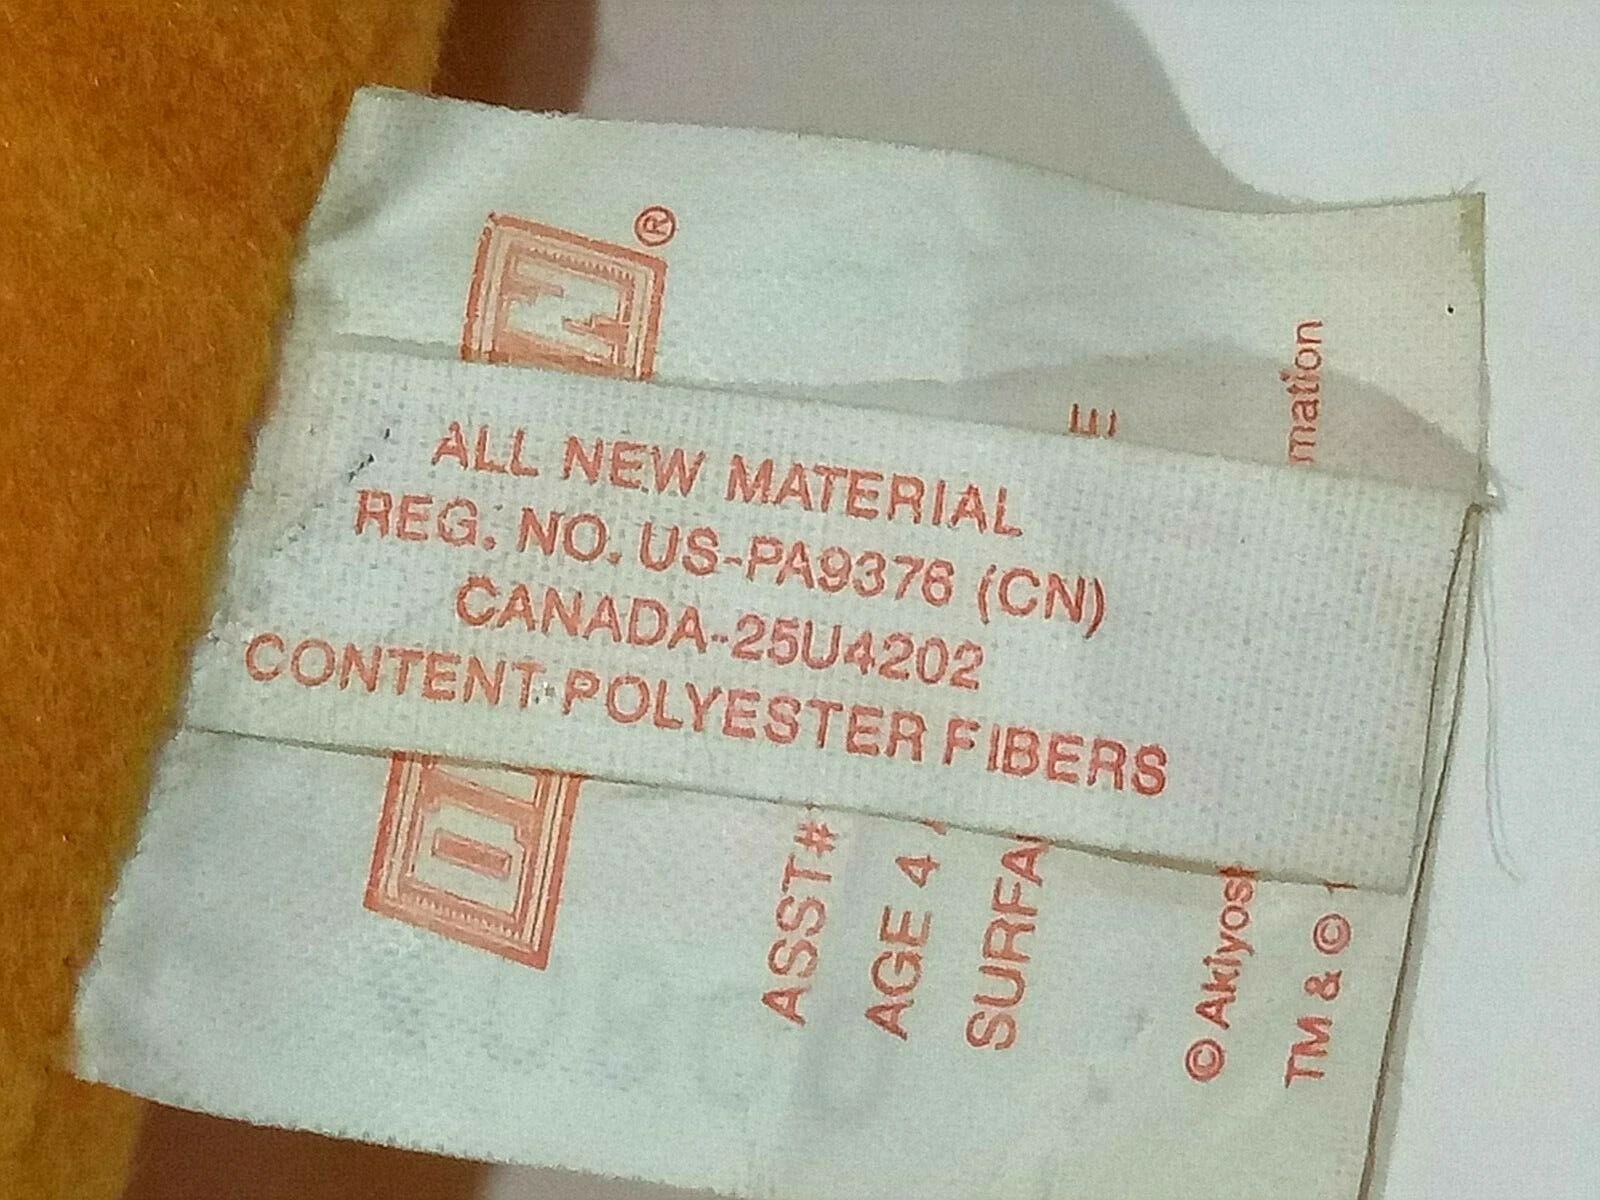 ALL NEW MATERIAL
REG. NO. US-PA9376 (CN)
CANADA-25U4202
CONTENT:POLYESTER FIBERS
®
ASST#
AGE 4
SURFA
E
© Akiyos
mation
TM & ©